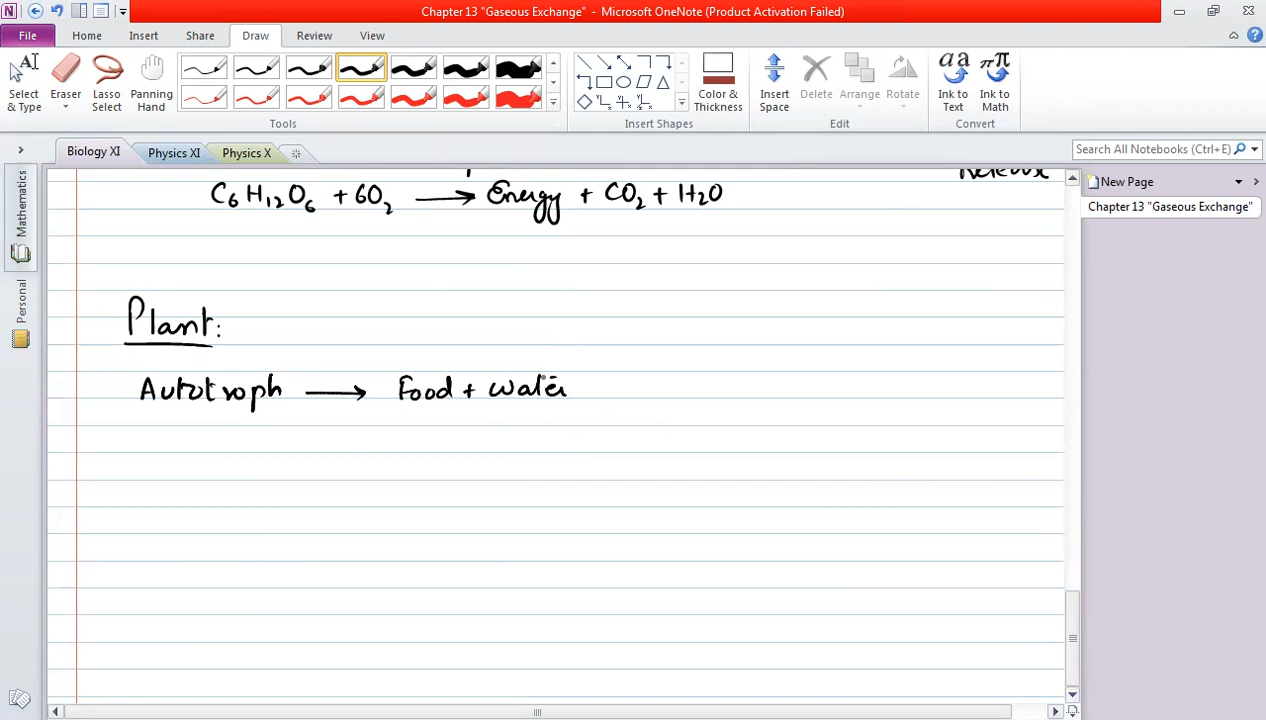 Chapter 13 "Gaseous Exchange" - Microsoft OneNote (Product Activation Failed)
File Home Insert Share Draw Review View
Select & Type
Eraser
Lasso Select
Panning Hand
Color & Thickness
Insert Space
Delete
Arrange
Rotate
Ink to Text
Ink to Math
Tools
Insert Shapes
Edit
Convert
Biology XI Physics XI Physics X
Search All Notebooks (Ctrl+E)
New Page
Chapter 13 "Gaseous Exchange"
Mathematics
Personal
C₆H₁₂O₆ + 6O₂ → Energy + CO₂ + H₂O
Plant:
Autotroph → Food + water